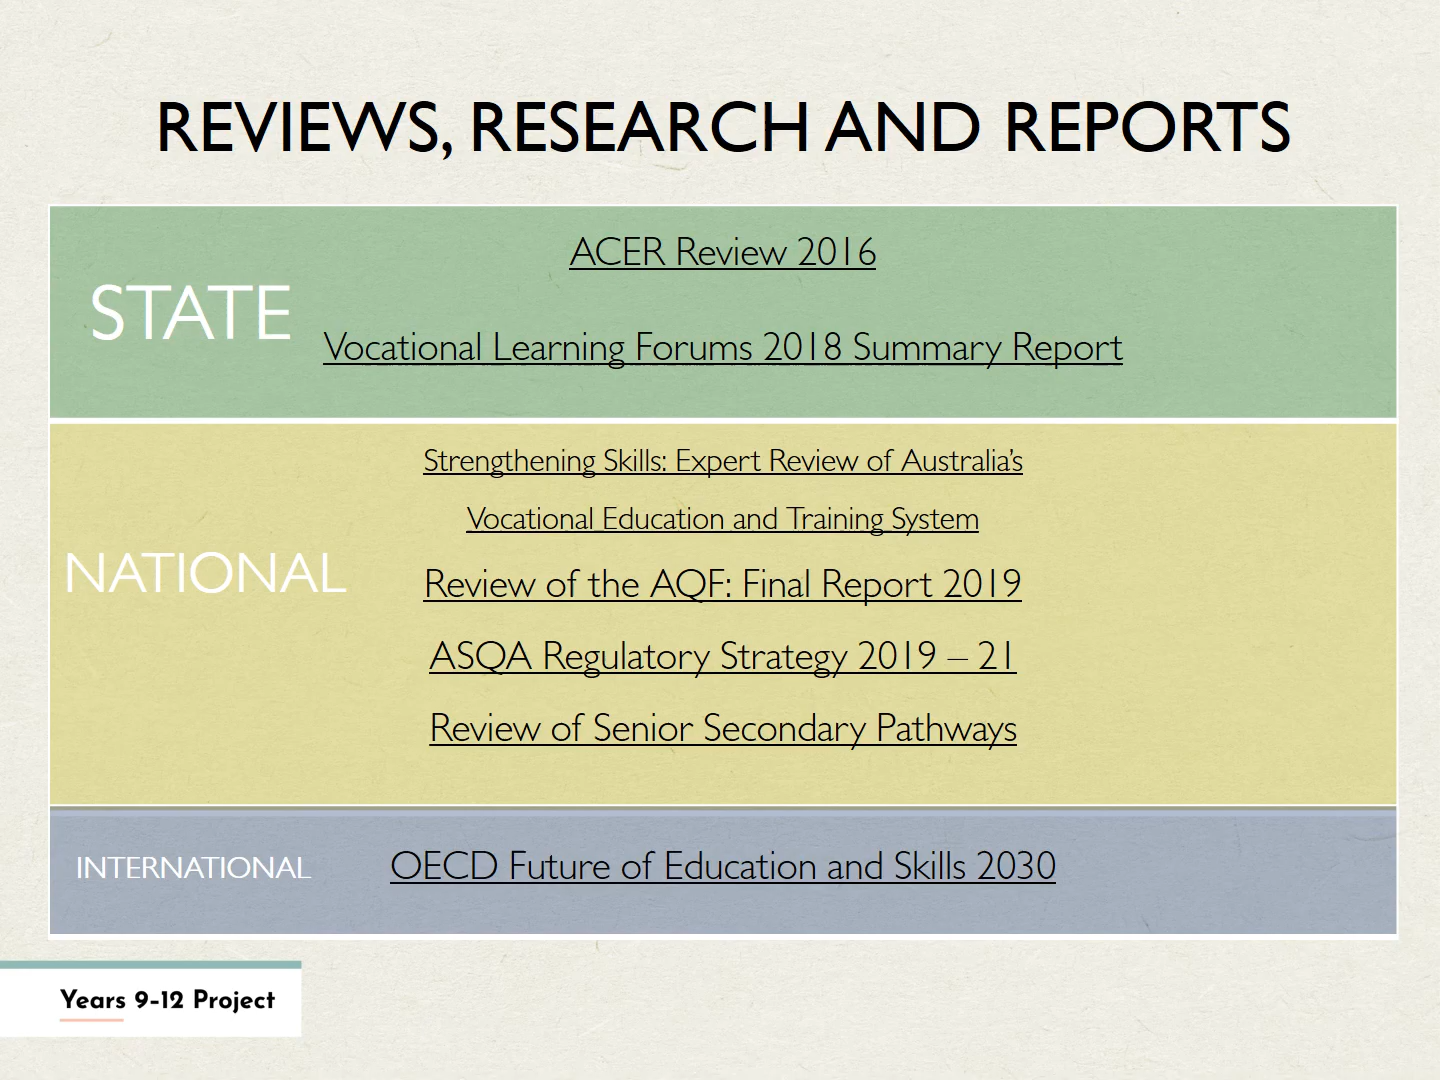 REVIEWS, RESEARCH AND REPORTS
STATE
ACER Review 2016
Vocational Learning Forums 2018 Summary Report
NATIONAL
Strengthening Skills: Expert Review of Australia’s
Vocational Education and Training System
Review of the AQF: Final Report 2019
ASQA Regulatory Strategy 2019 – 21
Review of Senior Secondary Pathways
INTERNATIONAL
OECD Future of Education and Skills 2030
Years 9-12 Project